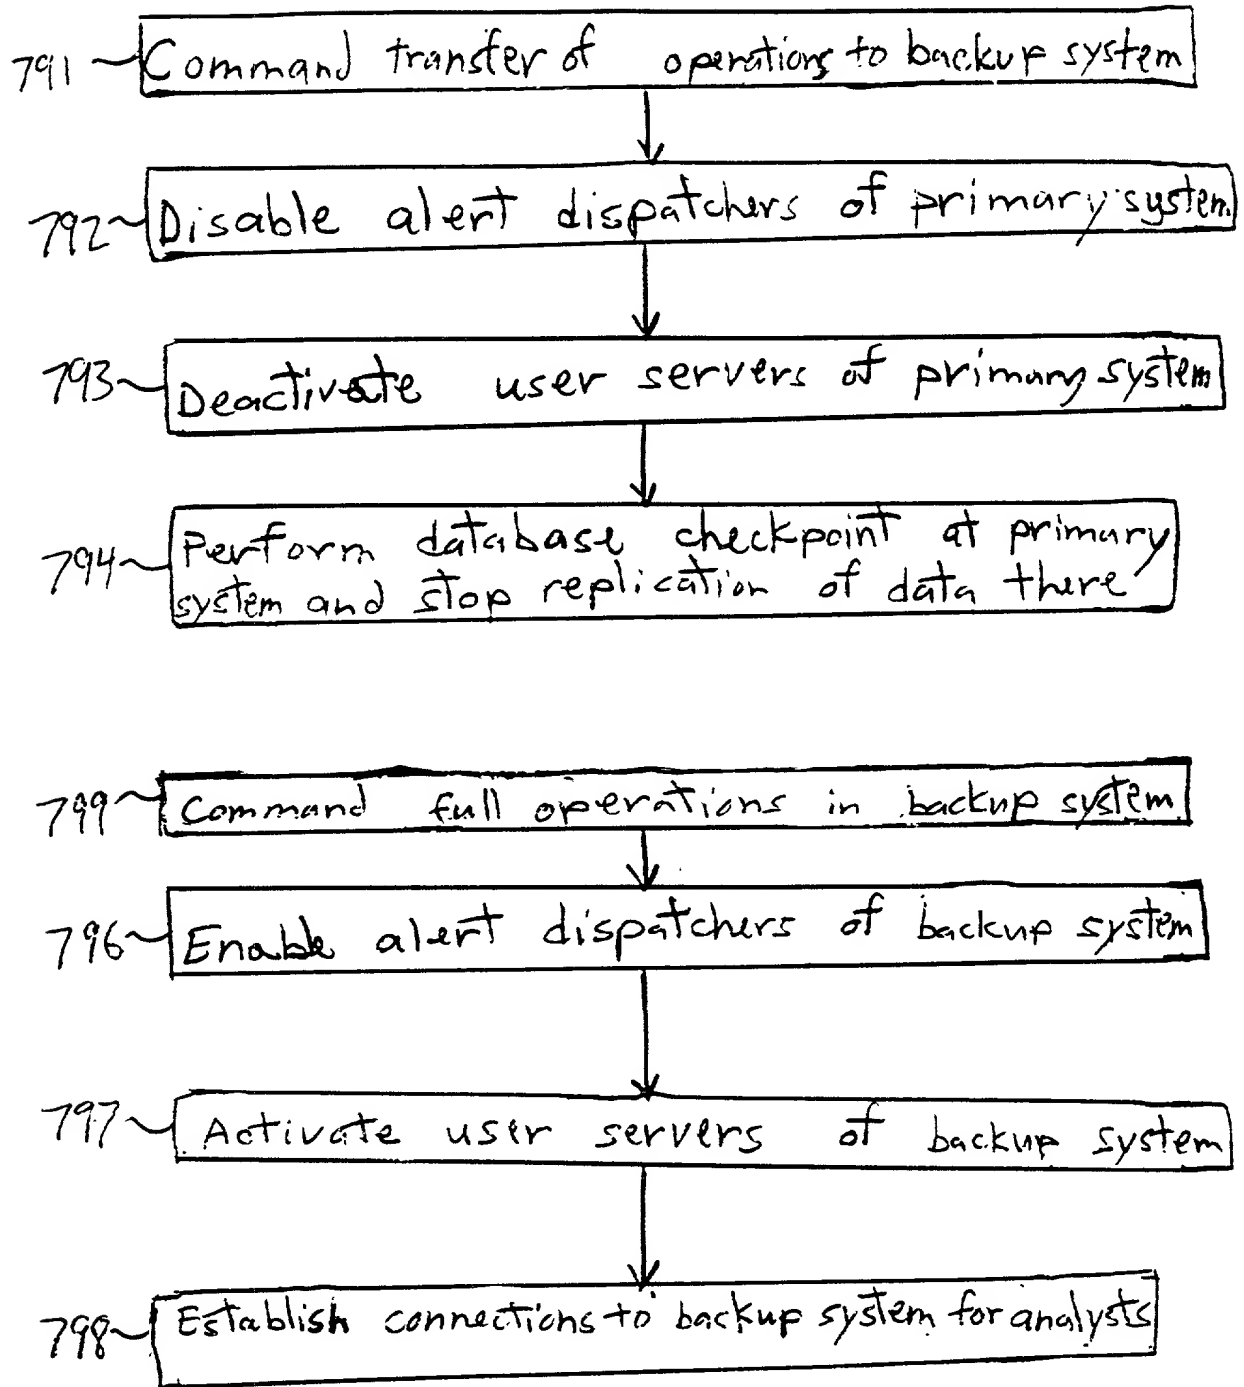 791 Command transfer of operations to backup system
792 Disable alert dispatchers of primary system
793 Deactivate user servers of primary system
794 Perform database checkpoint at primary
system and stop replication of data there
799 Command full operations in backup system
796 Enable alert dispatchers of backup system
797 Activate user servers of backup system
798 Establish connections to backup system for analysts